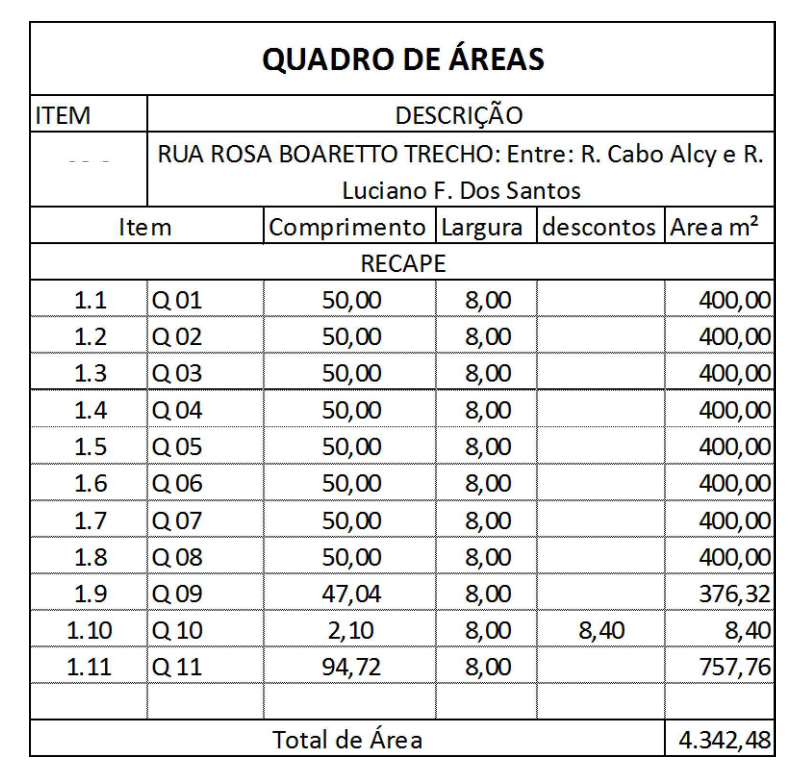 QUADRO DE ÁREAS
ITEM DESCRIÇÃO
RUA ROSA BOARETTO TRECHO: Entre: R. Cabo Alcy e R.
Luciano F. Dos Santos
Item Comprimento Largura descontos Area m²
RECAPE
1.1 Q 01 50,00 8,00 400,00
1.2 Q 02 50,00 8,00 400,00
1.3 Q 03 50,00 8,00 400,00
1.4 Q 04 50,00 8,00 400,00
1.5 Q 05 50,00 8,00 400,00
1.6 Q 06 50,00 8,00 400,00
1.7 Q 07 50,00 8,00 400,00
1.8 Q 08 50,00 8,00 400,00
1.9 Q 09 47,04 8,00 376,32
1.10 Q 10 2,10 8,00 8,40 8,40
1.11 Q 11 94,72 8,00 757,76
Total de Área 4.342,48